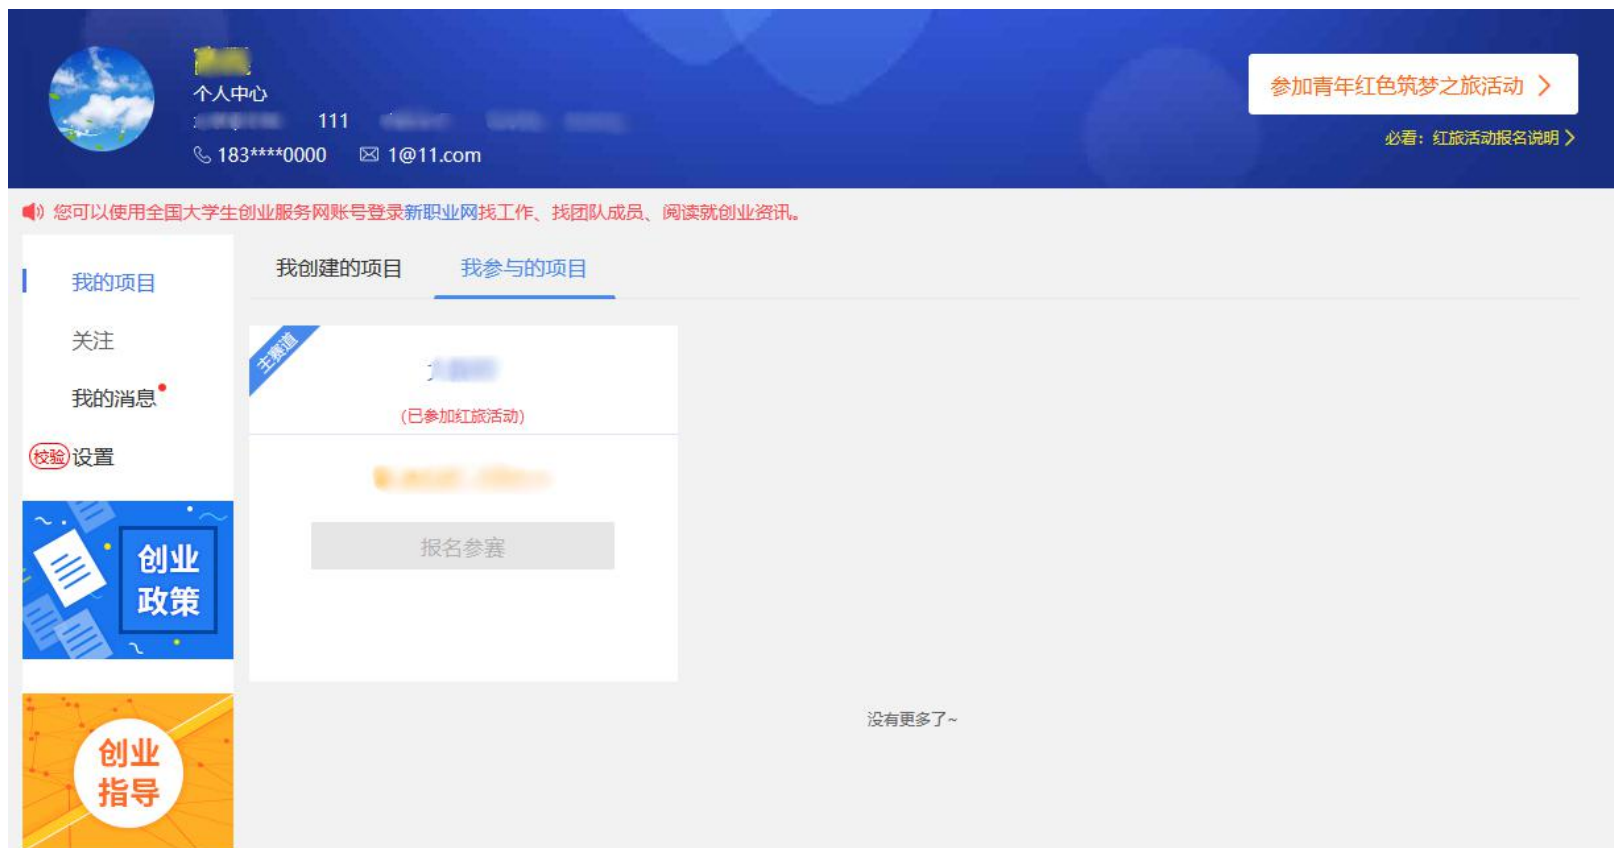 个人中心
111
183****0000 1@11.com
参加青年红色筑梦之旅活动
必看：红旅活动报名说明
您可以使用全国大学生创业服务网账号登录新职业网找工作、找团队成员、阅读就创业资讯。
我的项目
关注
我的消息
校验 设置
创业
政策
创业
指导
我创建的项目 我参与的项目
主赛道
(已参加红旅活动)
报名参赛
没有更多了~